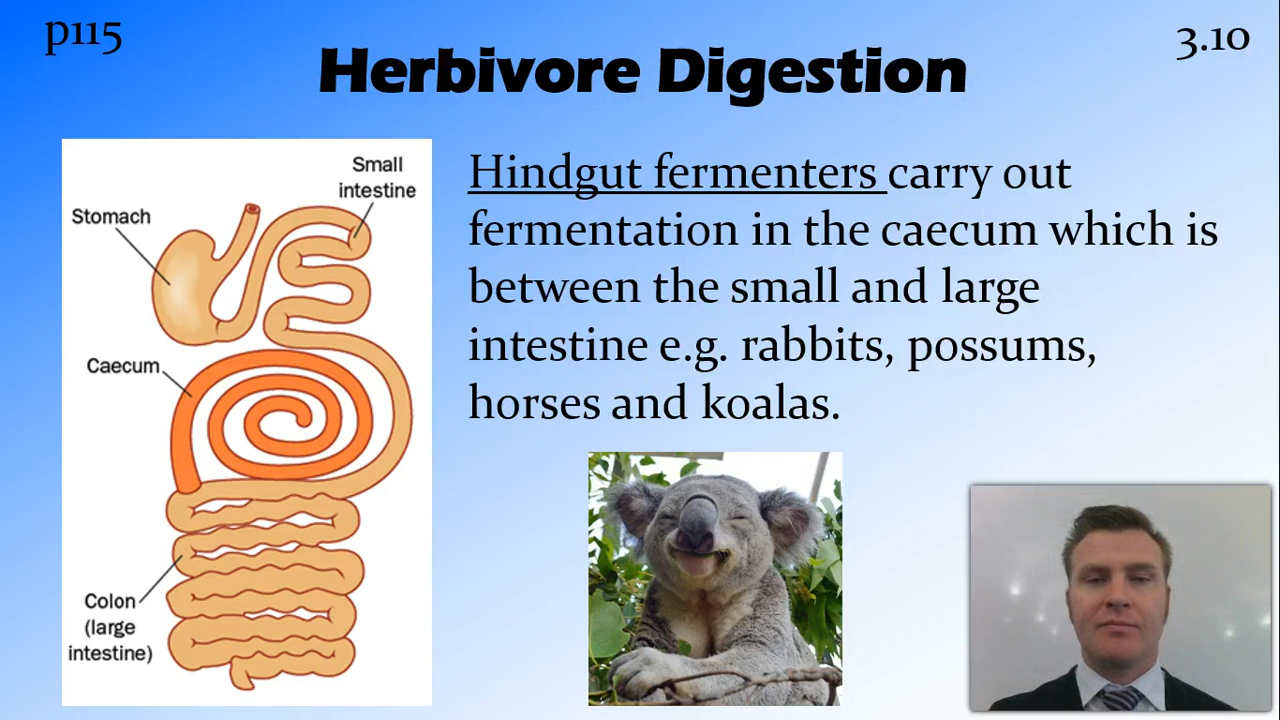 p115
3.10
Herbivore Digestion
Small
intestine
Stomach
Caecum
Colon
(large
intestine)
Hindgut fermenters carry out
fermentation in the caecum which is
between the small and large
intestine e.g. rabbits, possums,
horses and koalas.